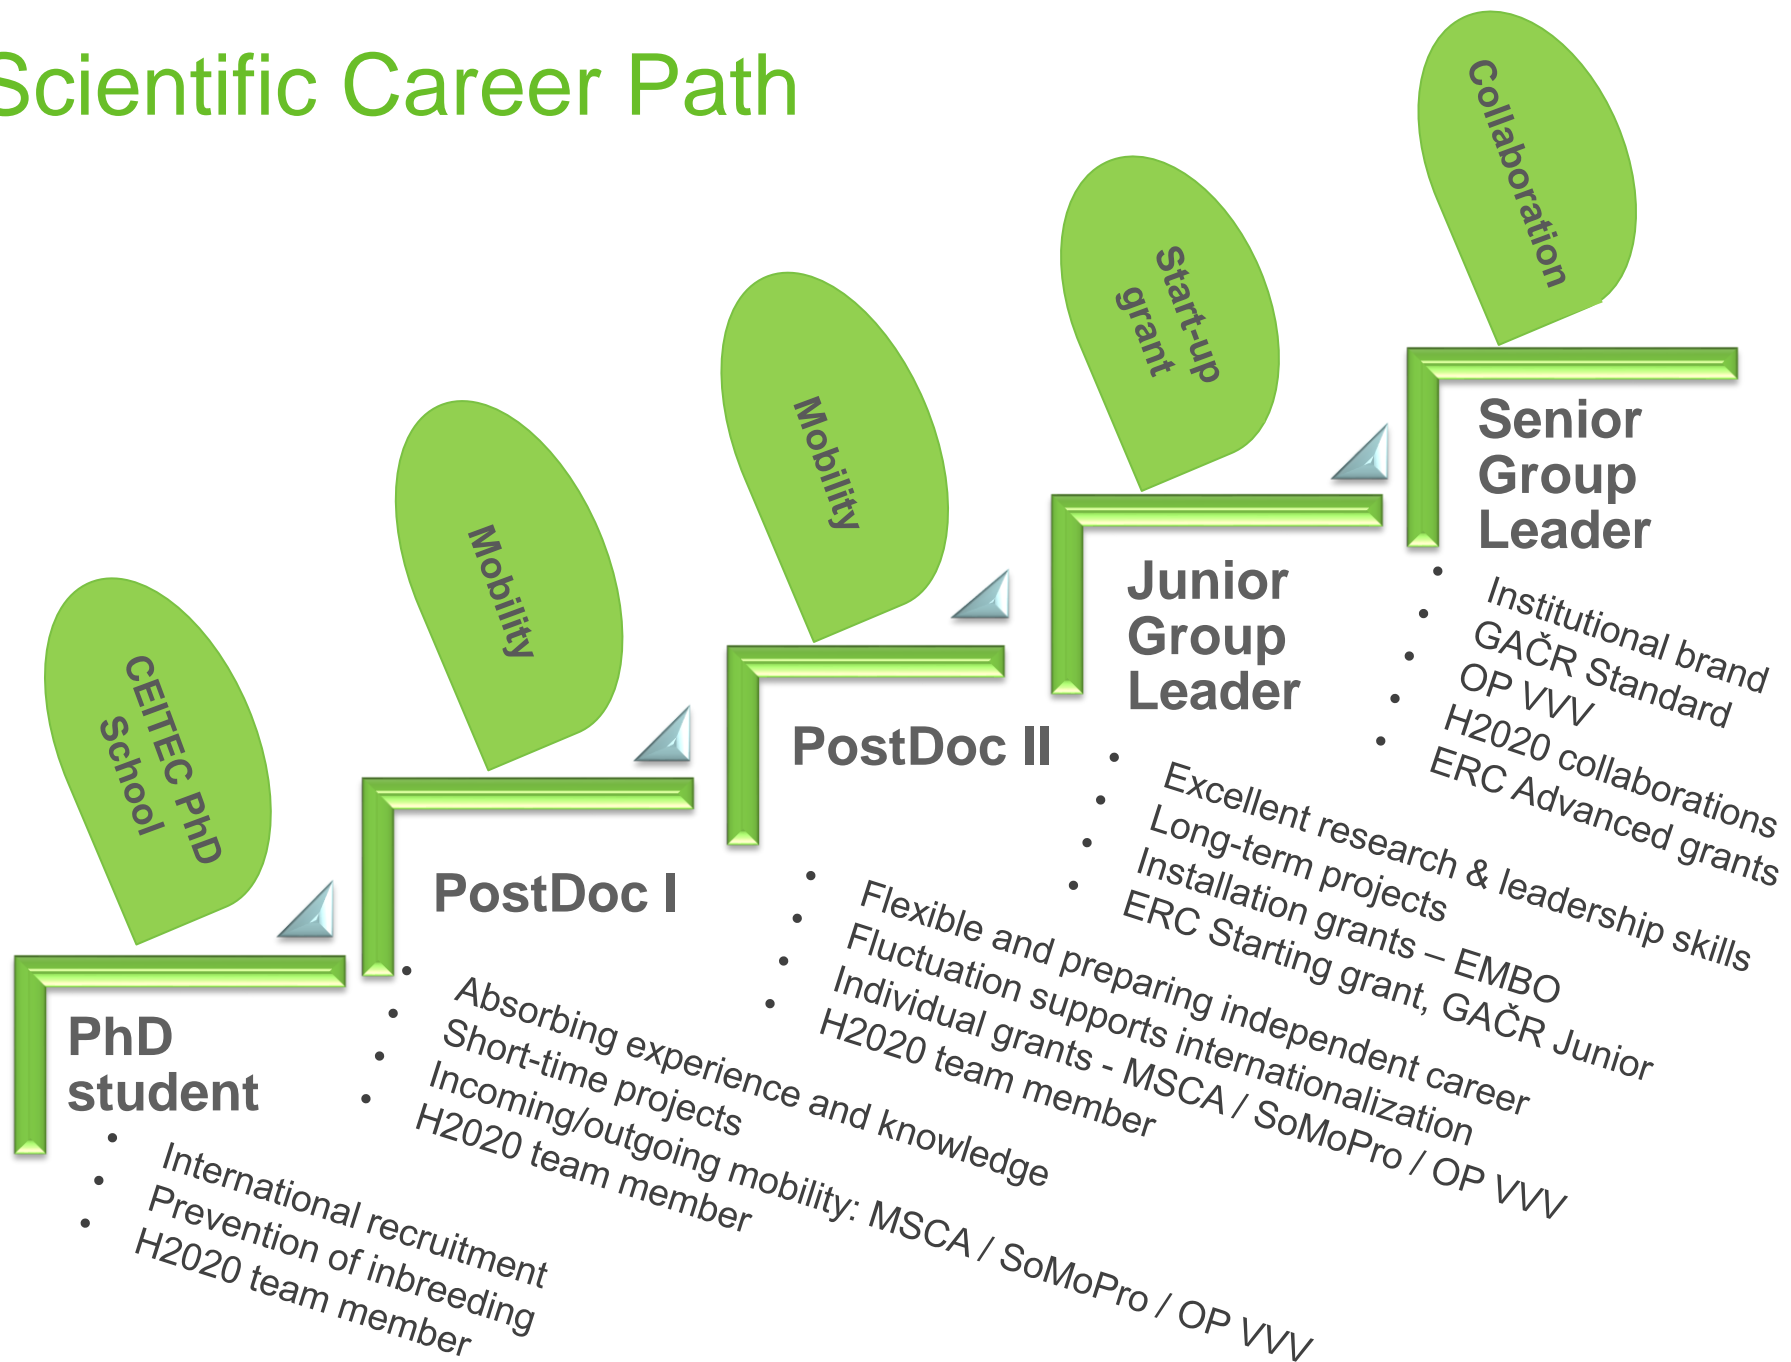 Scientific Career Path
CEITEC PhD
School
PhD
student
• International recruitment
• Prevention of inbreeding
• H2020 team member
Mobility
PostDoc I
• Absorbing experience and knowledge
• Short-time projects
• Incoming/outgoing mobility: MSCA / SoMoPro / OP VVV
• H2020 team member
Mobility
PostDoc II
• Flexible and preparing independent career
• Fluctuation supports internationalization
• Individual grants - MSCA / SoMoPro / OP VVV
• H2020 team member
Start-up
grant
Junior
Group
Leader
• Excellent research & leadership skills
• Long-term projects
• Installation grants – EMBO
• ERC Starting grant, GAČR Junior
Collaboration
Senior
Group
Leader
• Institutional brand
• GAČR Standard
• OP VVV
• H2020 collaborations
• ERC Advanced grants